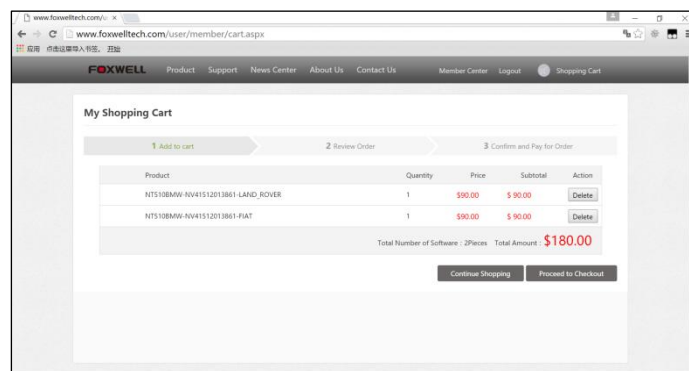 www.foxwelltech.com/u ×
www.foxwelltech.com/user/member/cart.aspx
应用 点击这里导入书签。 开始
FOXWELL Product Support News Center About Us Contact Us Member Center Logout Shopping Cart
My Shopping Cart
1 Add to cart 2 Review Order 3 Confirm and Pay for Order
Product Quantity Price Subtotal Action
NT510BMW-NV41512013861-LAND_ROVER 1 $90.00 $ 90.00 Delete
NT510BMW-NV41512013861-FIAT 1 $90.00 $ 90.00 Delete
Total Number of Software : 2Pieces Total Amount : $180.00
Continue Shopping Proceed to Checkout